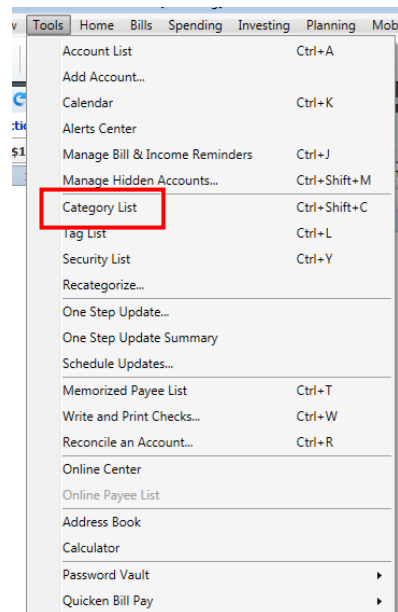 v Tools Home Bills Spending Investing Planning Mob
Account List Ctrl+A
Add Account...
Calendar Ctrl+K
Alerts Center
Manage Bill & Income Reminders Ctrl+J
$1
Manage Hidden Accounts... Ctrl+Shift+M
Category List Ctrl+Shift+C
Tag List Ctrl+L
Security List Ctrl+Y
Recategorize...
One Step Update...
One Step Update Summary
Schedule Updates...
Memorized Payee List Ctrl+T
Write and Print Checks... Ctrl+W
Reconcile an Account... Ctrl+R
Online Center
Online Payee List
Address Book
Calculator
Password Vault
Quicken Bill Pay